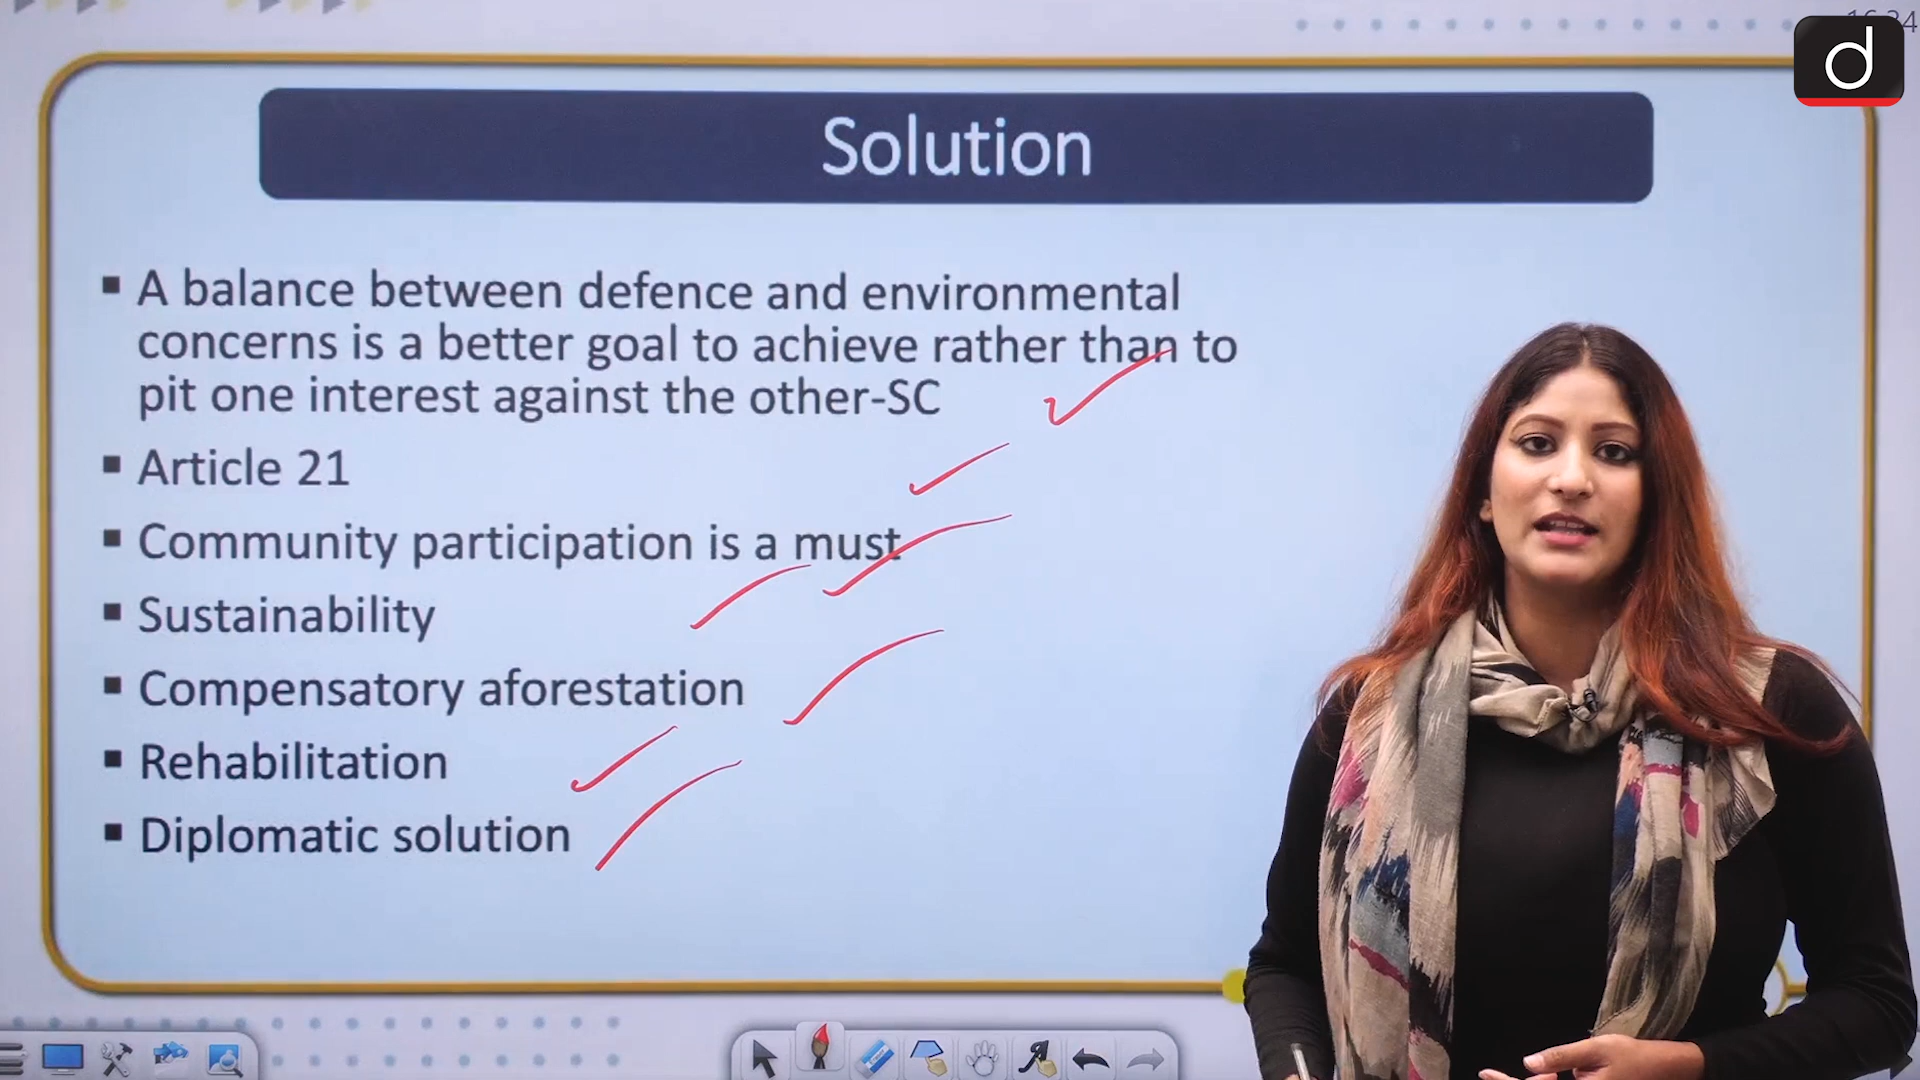 Solution
▪ A balance between defence and environmental
concerns is a better goal to achieve rather than to
pit one interest against the other-SC
▪ Article 21
▪ Community participation is a must
▪ Sustainability
▪ Compensatory aforestation
▪ Rehabilitation
▪ Diplomatic solution
d